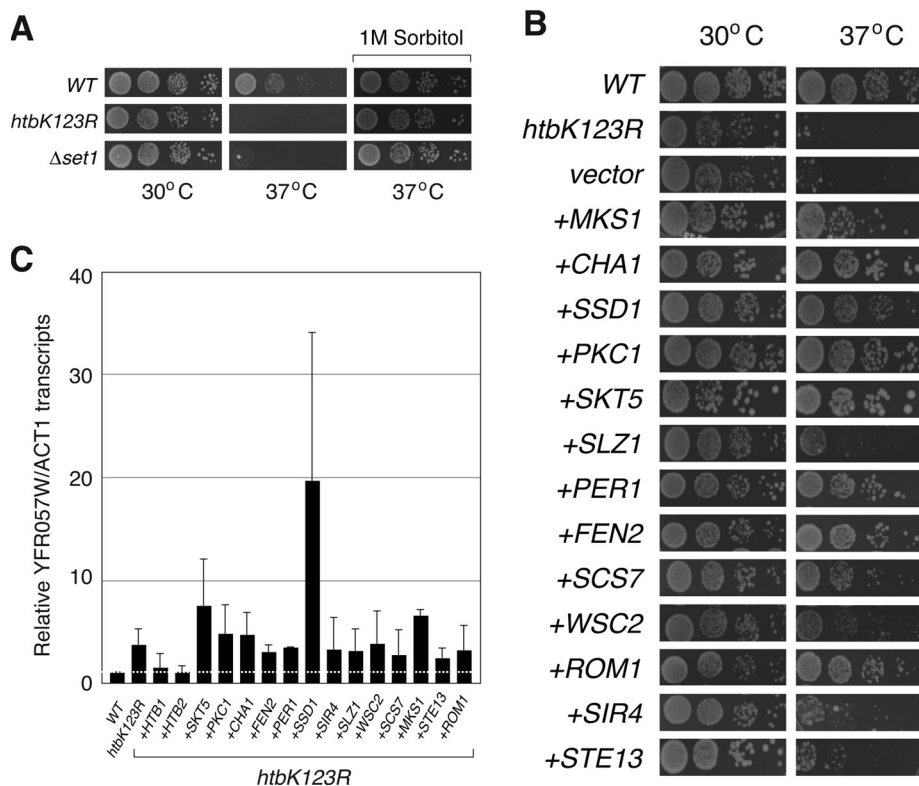 A
1M Sorbitol
WT
htbK123R
Δset1
30°C
37°C
37°C
B
30°C
37°C
WT
htbK123R
vector
+MKS1
+CHA1
+SSD1
+PKC1
+SKT5
+SLZ1
+PER1
+FEN2
+SCS7
+WSC2
+ROM1
+SIR4
+STE13
C
Relative YFR057W/ACT1 transcripts
40
30
20
10
0
WT
htbK123R
+HTB1
+HTB2
+SKT5
+PKC1
+CHA1
+FEN2
+PER1
+SSD1
+SIR4
+SLZ1
+WSC2
+SCS7
+MKS1
+STE13
+ROM1
htbK123R